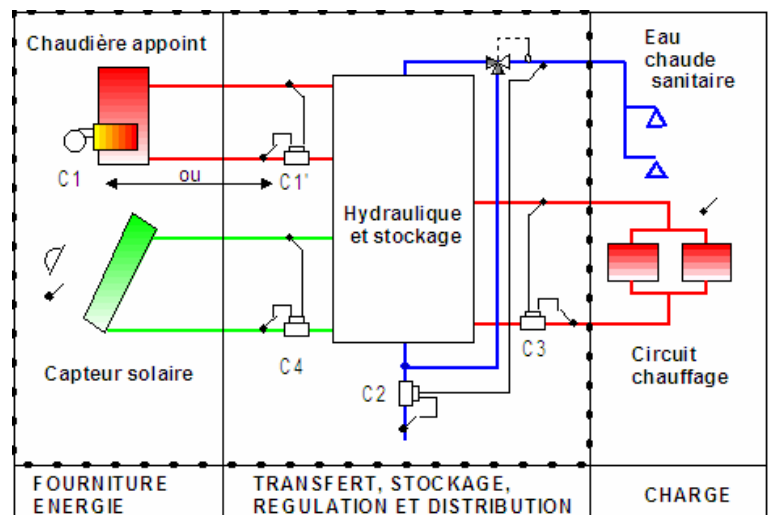 Chaudière appoint
C1
ou
C1'
Capteur solaire
C4
Hydraulique
et stockage
C2
C3
Eau
chaude
sanitaire
Circuit
chauffage
FOURNITURE
ENERGIE
TRANSFERT, STOCKAGE,
REGULATION ET DISTRIBUTION
CHARGE